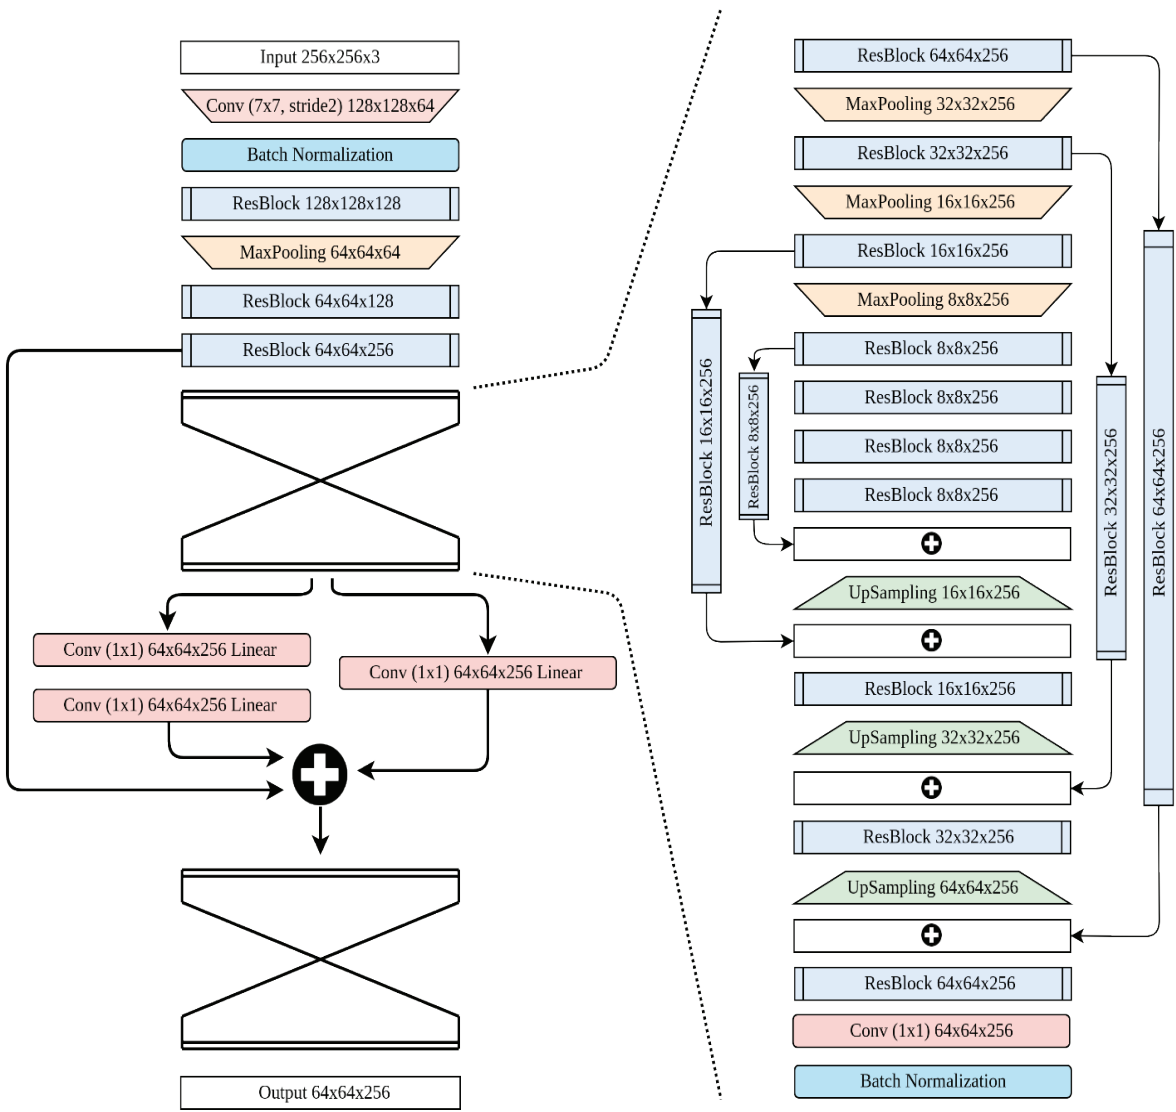 Input 256x256x3
Conv (7x7, stride2) 128x128x64
Batch Normalization
ResBlock 128x128x128
MaxPooling 64x64x64
ResBlock 64x64x128
ResBlock 64x64x256
Conv (1x1) 64x64x256 Linear
Conv (1x1) 64x64x256 Linear
Conv (1x1) 64x64x256 Linear
Output 64x64x256
ResBlock 64x64x256
MaxPooling 32x32x256
ResBlock 32x32x256
MaxPooling 16x16x256
ResBlock 16x16x256
MaxPooling 8x8x256
ResBlock 8x8x256
ResBlock 8x8x256
ResBlock 8x8x256
ResBlock 8x8x256
UpSampling 16x16x256
ResBlock 16x16x256
UpSampling 32x32x256
ResBlock 32x32x256
UpSampling 64x64x256
ResBlock 64x64x256
Conv (1x1) 64x64x256
Batch Normalization
ResBlock 16x16x256
ResBlock 8x8x256
ResBlock 32x32x256
ResBlock 64x64x256